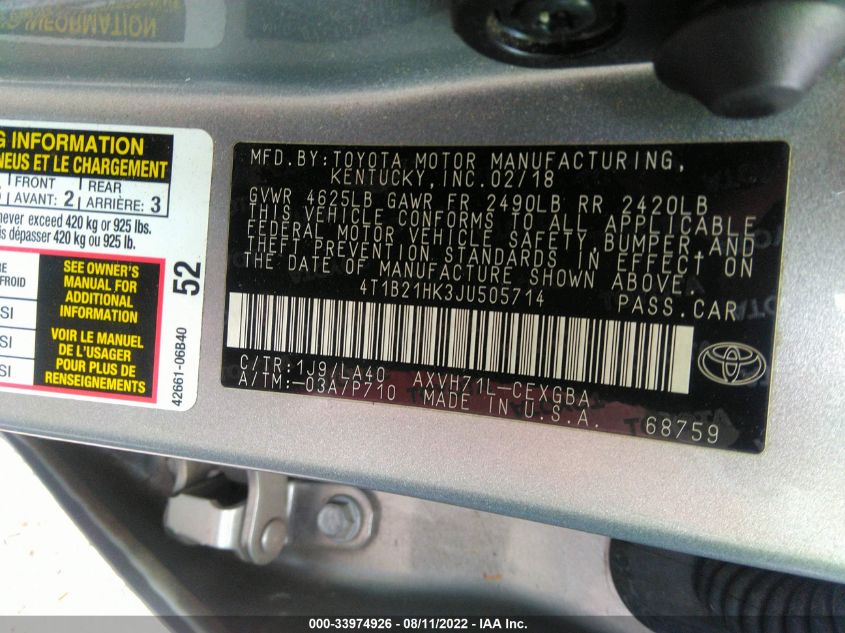 INFORMATION
G INFORMATION
NEUS ET LE CHARGEMENT
FRONT
AVANT: 2
REAR
ARRIÈRE: 3
never exceed 420 kg or 925 lbs.
dépasser 420 kg ou 925 lb.
SEE OWNER'S
MANUAL FOR
ADDITIONAL
INFORMATION
VOIR LE MANUEL
DE L'USAGER
POUR PLUS DE
RENSEIGNEMENTS
52
42661-06B40
MFD.BY:TOYOTA MOTOR MANUFACTURING,
KENTUCKY, INC.02/18
GVWR 4625LB GAWR FR 2490LB RR 2420LB
THIS VEHICLE CONFORMS TO ALL APPLICABLE
FEDERAL MOTOR VEHICLE SAFETY, BUMPER, AND
THEFT PREVENTION STANDARDS IN EFFECT ON
THE DATE OF MANUFACTURE SHOWN ABOVE.
4T1B21HK3JU505714 PASS.CAR
C/TR:1J9/LA40 AXVH71L-CEXGBA
A/TM:-03A/P710 MADE IN U.S.A. 68759
000-33974926 - 08/11/2022 - IAA Inc.